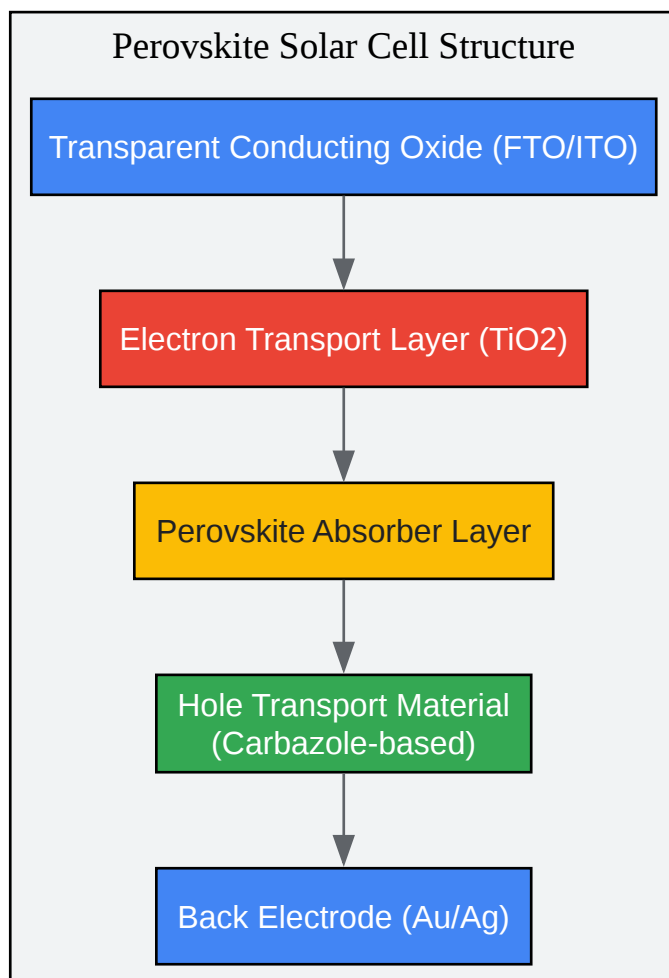 Perovskite Solar Cell Structure
Transparent Conducting Oxide (FTO/ITO)
Electron Transport Layer (TiO2)
Perovskite Absorber Layer
Hole Transport Material
(Carbazole-based)
Back Electrode (Au/Ag)